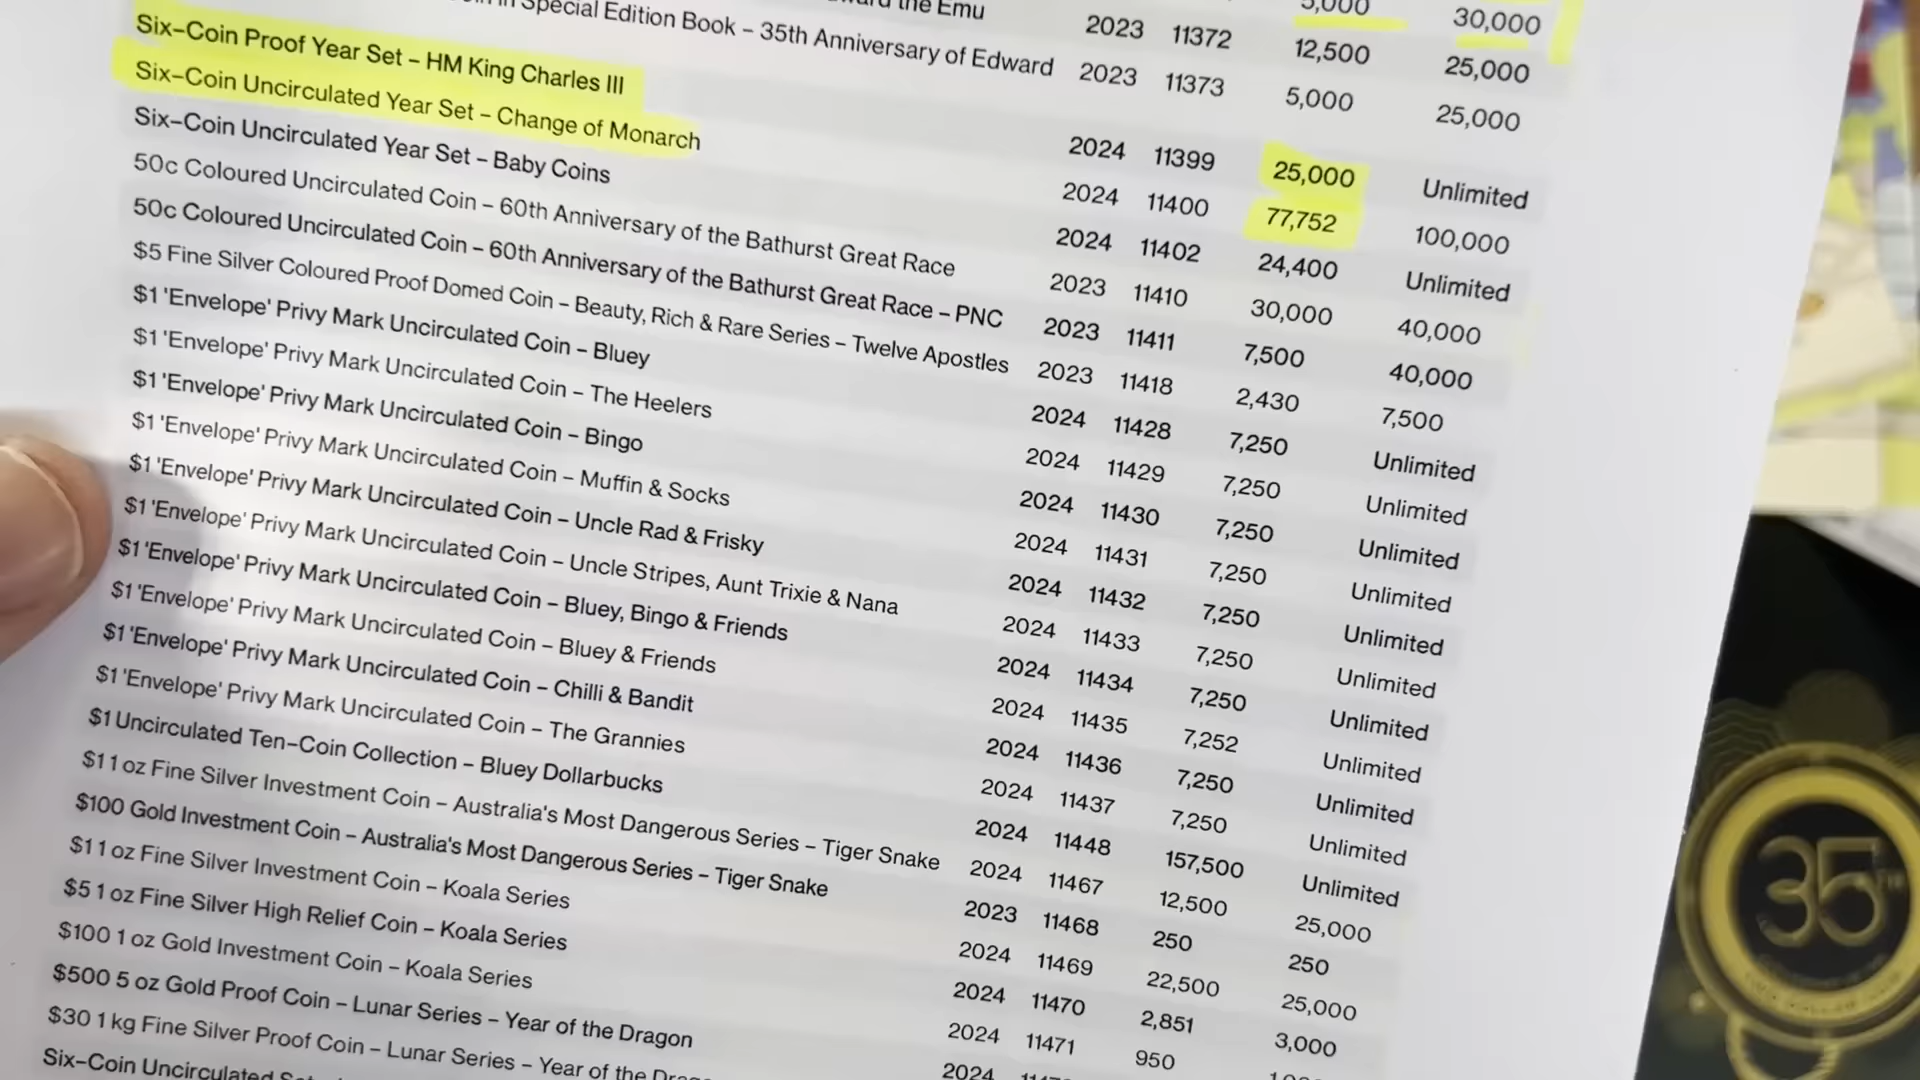 5,000 30,000
the Emu 2023 11372 12,500 25,000
in Special Edition Book – 35th Anniversary of Edward 2023 11373 5,000 25,000
Six–Coin Proof Year Set – HM King Charles III 2024 11399 25,000 Unlimited
Six–Coin Uncirculated Year Set – Change of Monarch 2024 11400 77,752 100,000
Six–Coin Uncirculated Year Set – Baby Coins 2024 11402 24,400 Unlimited
50c Coloured Uncirculated Coin – 60th Anniversary of the Bathurst Great Race 2023 11410 30,000 40,000
50c Coloured Uncirculated Coin – 60th Anniversary of the Bathurst Great Race – PNC 2023 11411 7,500 40,000
$5 Fine Silver Coloured Proof Domed Coin – Beauty, Rich & Rare Series – Twelve Apostles 2023 11418 2,430 7,500
$1 'Envelope' Privy Mark Uncirculated Coin – Bluey 2024 11428 7,250 Unlimited
$1 'Envelope' Privy Mark Uncirculated Coin – The Heelers 2024 11429 7,250 Unlimited
$1 'Envelope' Privy Mark Uncirculated Coin – Bingo 2024 11430 7,250 Unlimited
$1 'Envelope' Privy Mark Uncirculated Coin – Muffin & Socks 2024 11431 7,250 Unlimited
$1 'Envelope' Privy Mark Uncirculated Coin – Uncle Rad & Frisky 2024 11432 7,250 Unlimited
$1 'Envelope' Privy Mark Uncirculated Coin – Uncle Stripes, Aunt Trixie & Nana 2024 11433 7,250 Unlimited
$1 'Envelope' Privy Mark Uncirculated Coin – Bluey, Bingo & Friends 2024 11434 7,250 Unlimited
$1 'Envelope' Privy Mark Uncirculated Coin – Bluey & Friends 2024 11435 7,252 Unlimited
$1 'Envelope' Privy Mark Uncirculated Coin – Chilli & Bandit 2024 11436 7,250 Unlimited
$1 'Envelope' Privy Mark Uncirculated Coin – The Grannies 2024 11437 7,250 Unlimited
$1 Uncirculated Ten–Coin Collection – Bluey Dollarbucks 2024 11448 157,500 Unlimited
$1 1 oz Fine Silver Investment Coin – Australia's Most Dangerous Series – Tiger Snake 2024 11467 12,500 25,000
$100 Gold Investment Coin – Australia's Most Dangerous Series – Tiger Snake 2023 11468 250 250
$1 1 oz Fine Silver Investment Coin – Koala Series 2024 11469 22,500 25,000
$5 1 oz Fine Silver High Relief Coin – Koala Series 2024 11470 2,851 3,000
$100 1 oz Gold Investment Coin – Koala Series 2024 11471 950
$500 5 oz Gold Proof Coin – Lunar Series – Year of the Dragon 2024
$30 1 kg Fine Silver Proof Coin – Lunar Series – Year of the
Six–Coin Uncirculated
35